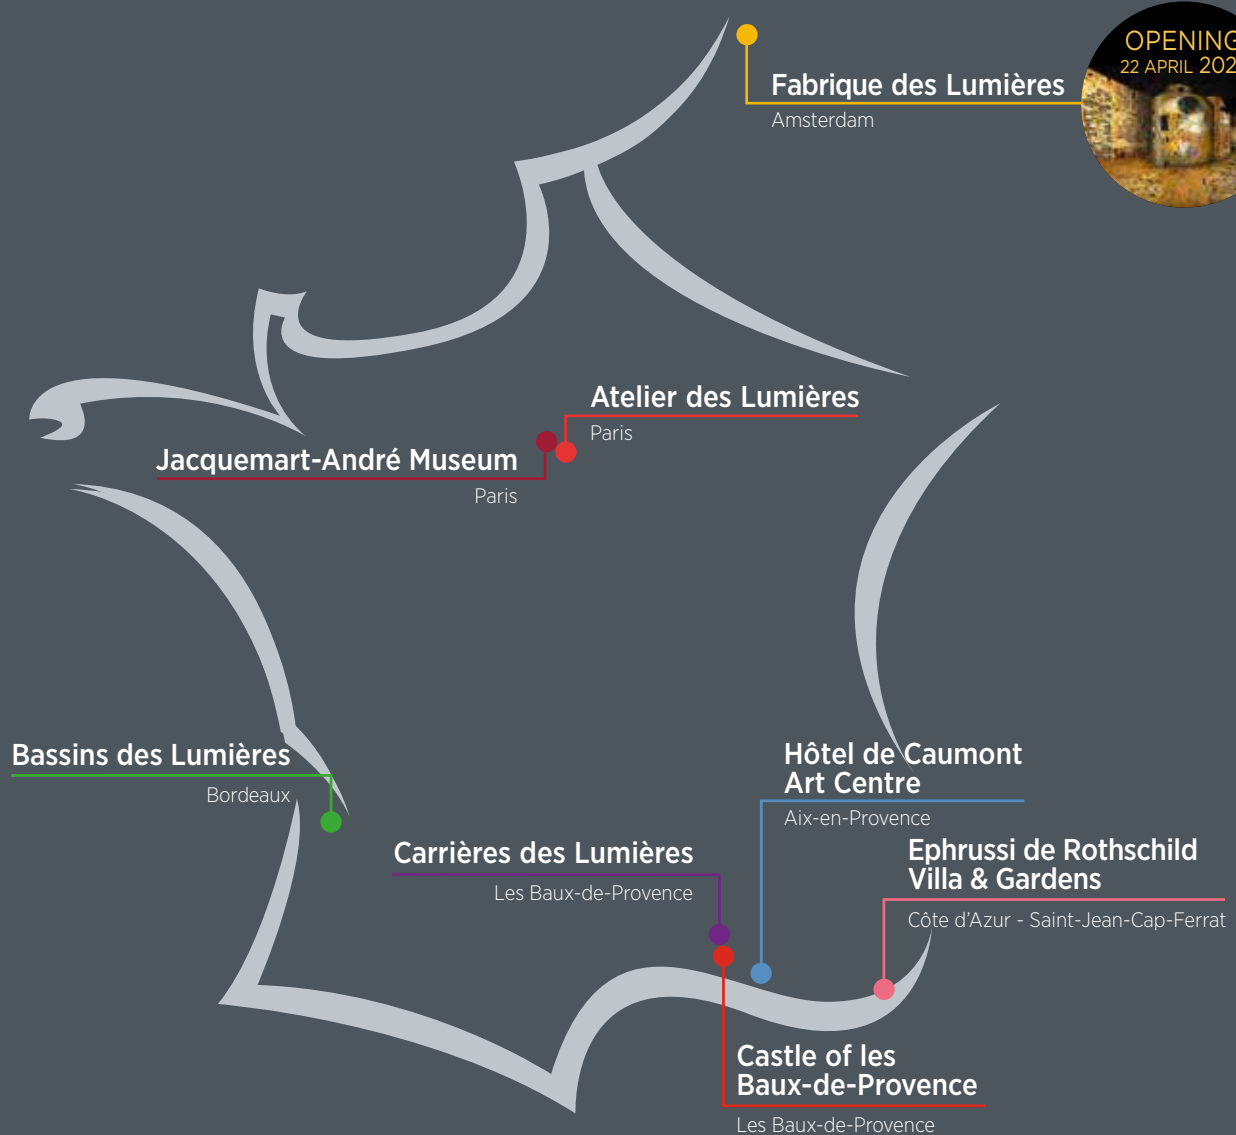 OPENING
22 APRIL
Fabrique des Lumières
Amsterdam
Atelier des Lumières
Paris
Jacquemart-André Museum
Paris
Bassins des Lumières
Bordeaux
Hôtel de Caumont
Art Centre
Aix-en-Provence
Carrières des Lumières
Les Baux-de-Provence
Ephrussi de Rothschild
Villa & Gardens
Côte d'Azur - Saint-Jean-Cap-Ferrat
Castle of les
Baux-de-Provence
Les Baux-de-Provence